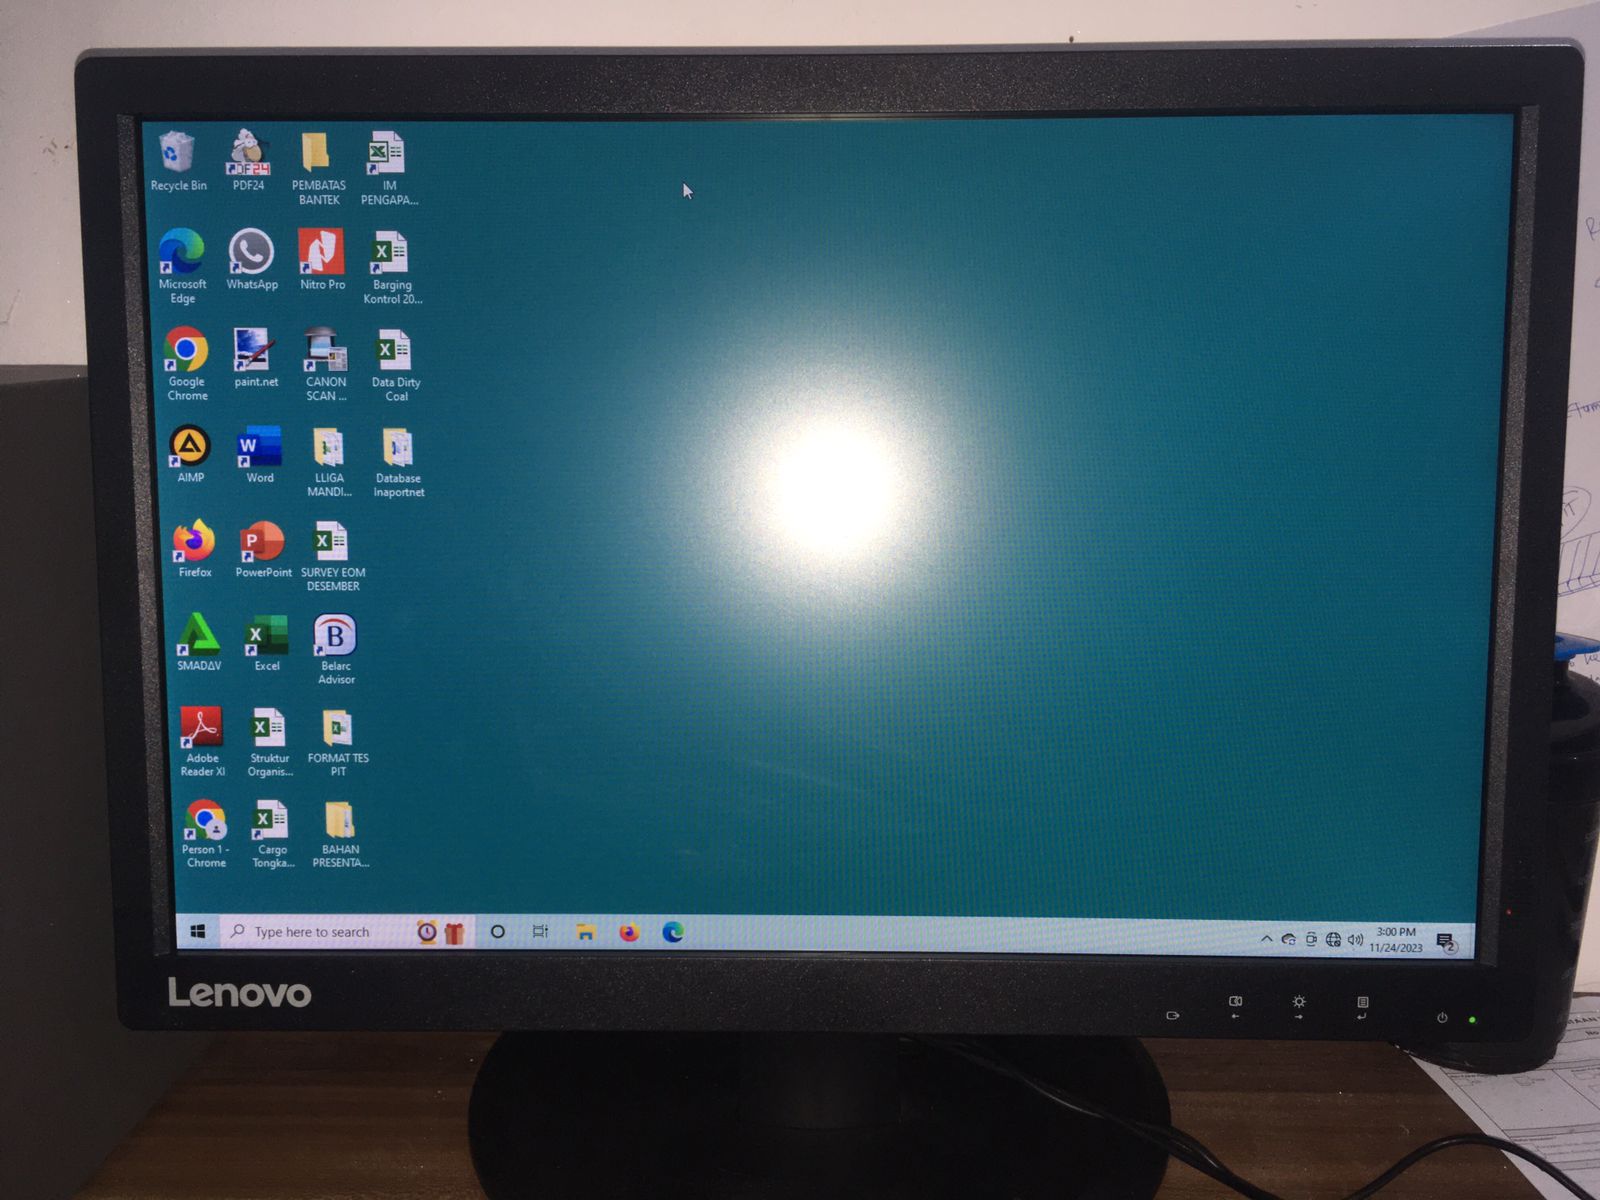 Recycle Bin
PDF24
PEMBATAS
BANTEK
IM
PENGAPA...
Microsoft
Edge
WhatsApp
Nitro Pro
Barging
Kontrol 20...
Google
Chrome
paint.net
CANON
SCAN ...
Data Dirty
Coal
AIMP
Word
LLIGA
MANDI...
Database
Inaportnet
Firefox
PowerPoint
SURVEY EOM
DESEMBER
SMADΔV
Excel
Belarc
Advisor
Adobe
Reader XI
Struktur
Organis...
FORMAT TES
PIT
Person 1 -
Chrome
Cargo
Tongka...
BAHAN
PRESENTA...
Type here to search
3:00 PM
11/24/2023
2
Lenovo